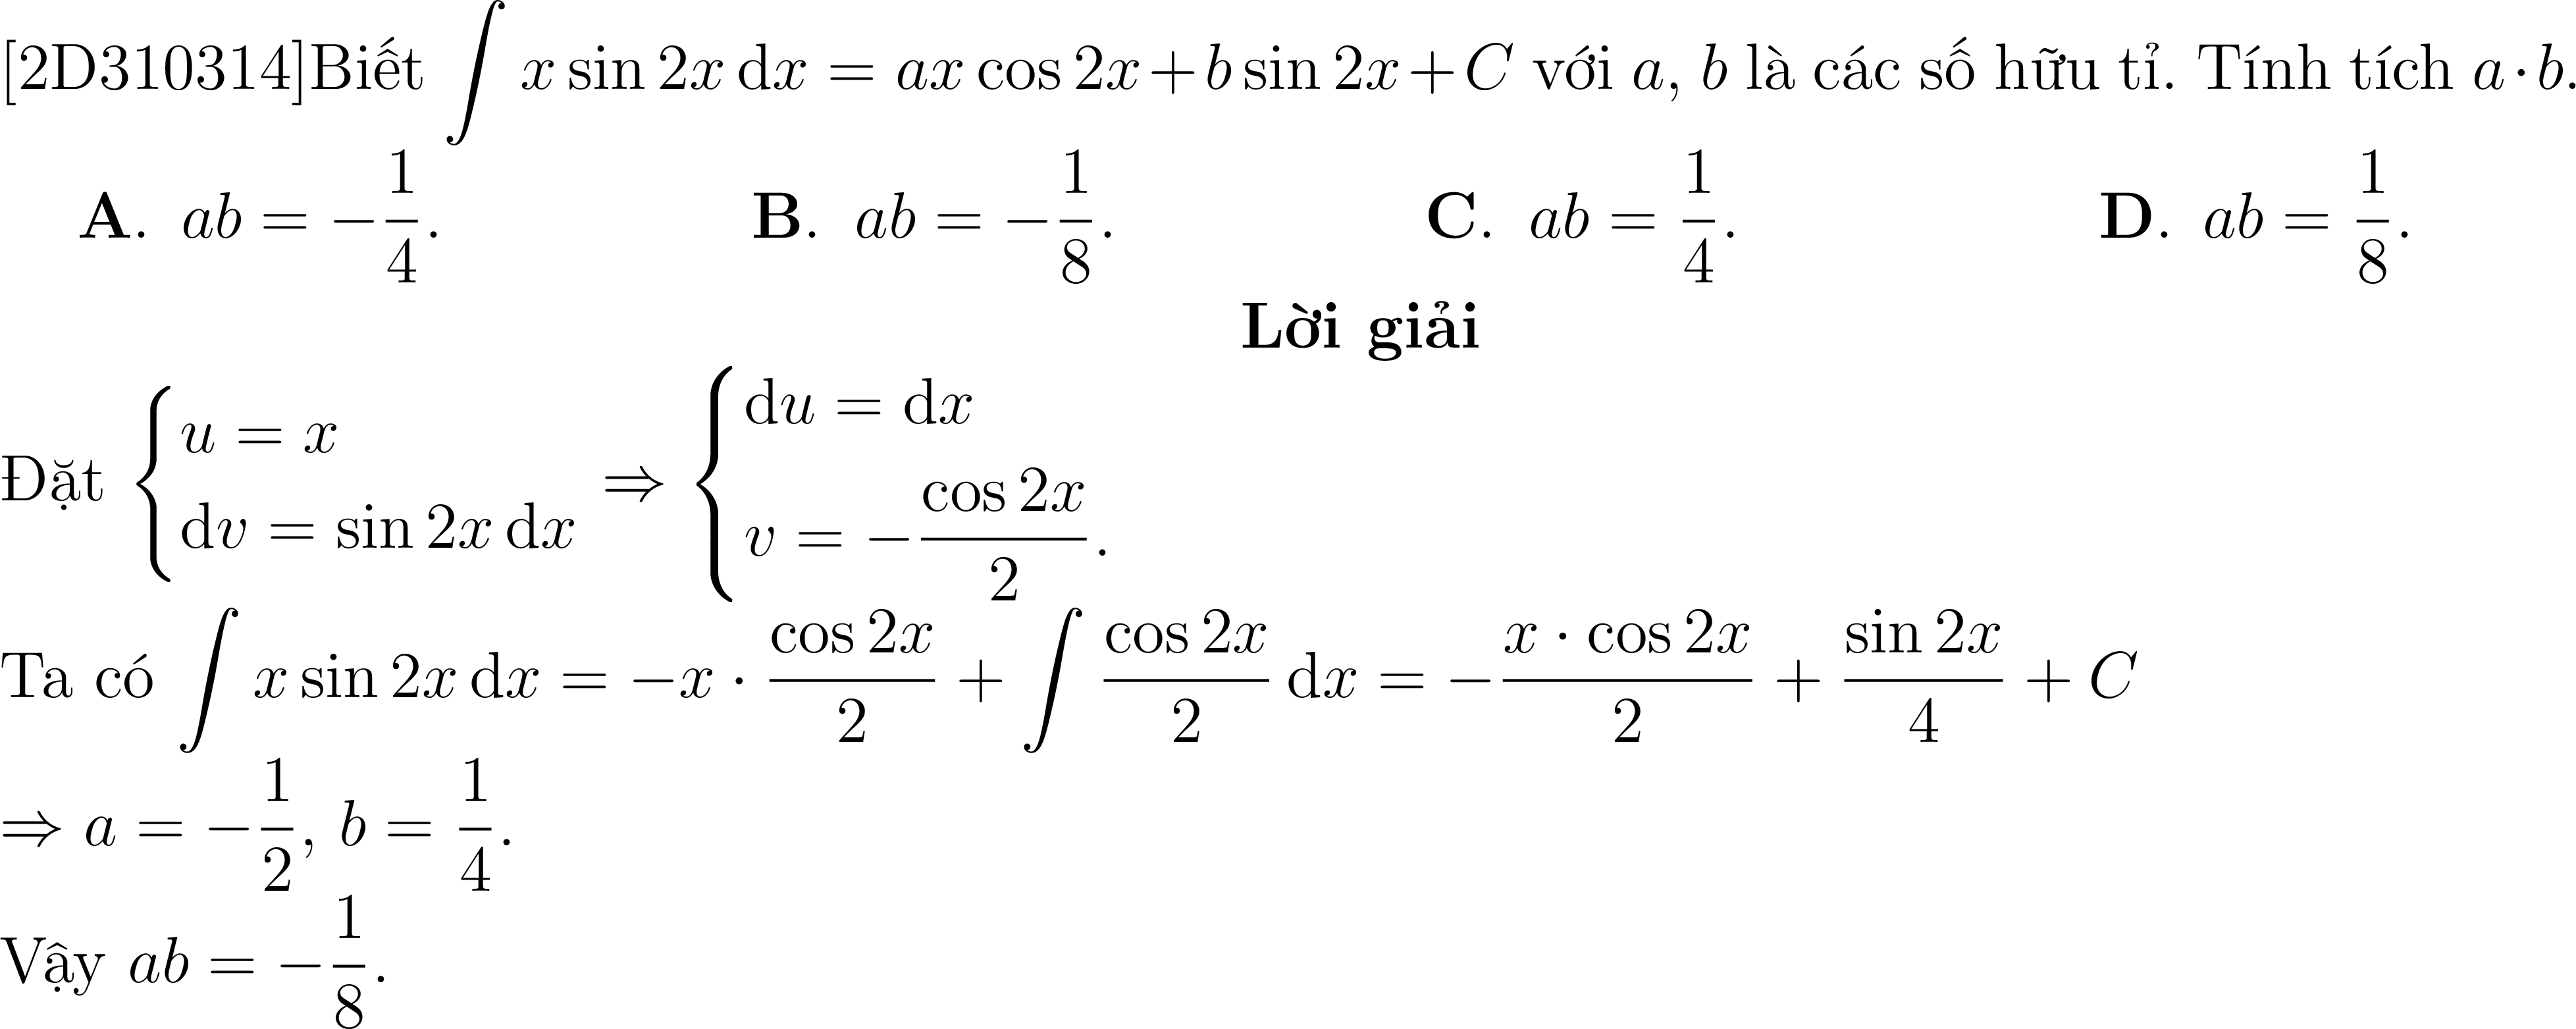 [2D310314]Biết ∫ x sin 2x dx = ax cos 2x + b sin 2x + C với a, b là các số hữu tỉ. Tính tích a · b.
A. ab = −1/4. B. ab = −1/8. C. ab = 1/4. D. ab = 1/8.
Lời giải
Đặt { u = x; dv = sin 2x dx ⇒ { du = dx; v = −(cos 2x)/2.
Ta có ∫ x sin 2x dx = −x · (cos 2x)/2 + ∫ (cos 2x)/2 dx = −(x · cos 2x)/2 + (sin 2x)/4 + C
⇒ a = −1/2, b = 1/4.
Vậy ab = −1/8.